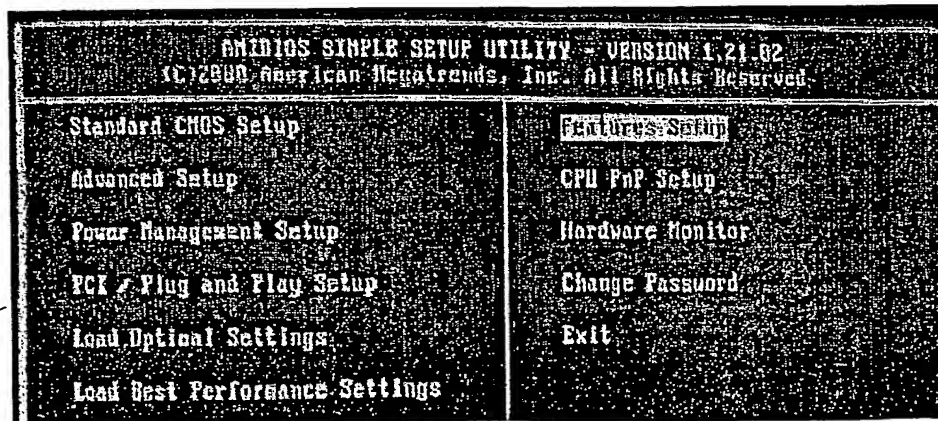 AMIBIOS SIMPLE SETUP UTILITY - VERSION 1.21.02
(C)2000 American Megatrends, Inc. All Rights Reserved
Standard CMOS Setup
Advanced Setup
Power Management Setup
PCI / Plug and Play Setup
Load Optimal Settings
Load Best Performance Settings
Features Setup
CPU PnP Setup
Hardware Monitor
Change Password
Exit